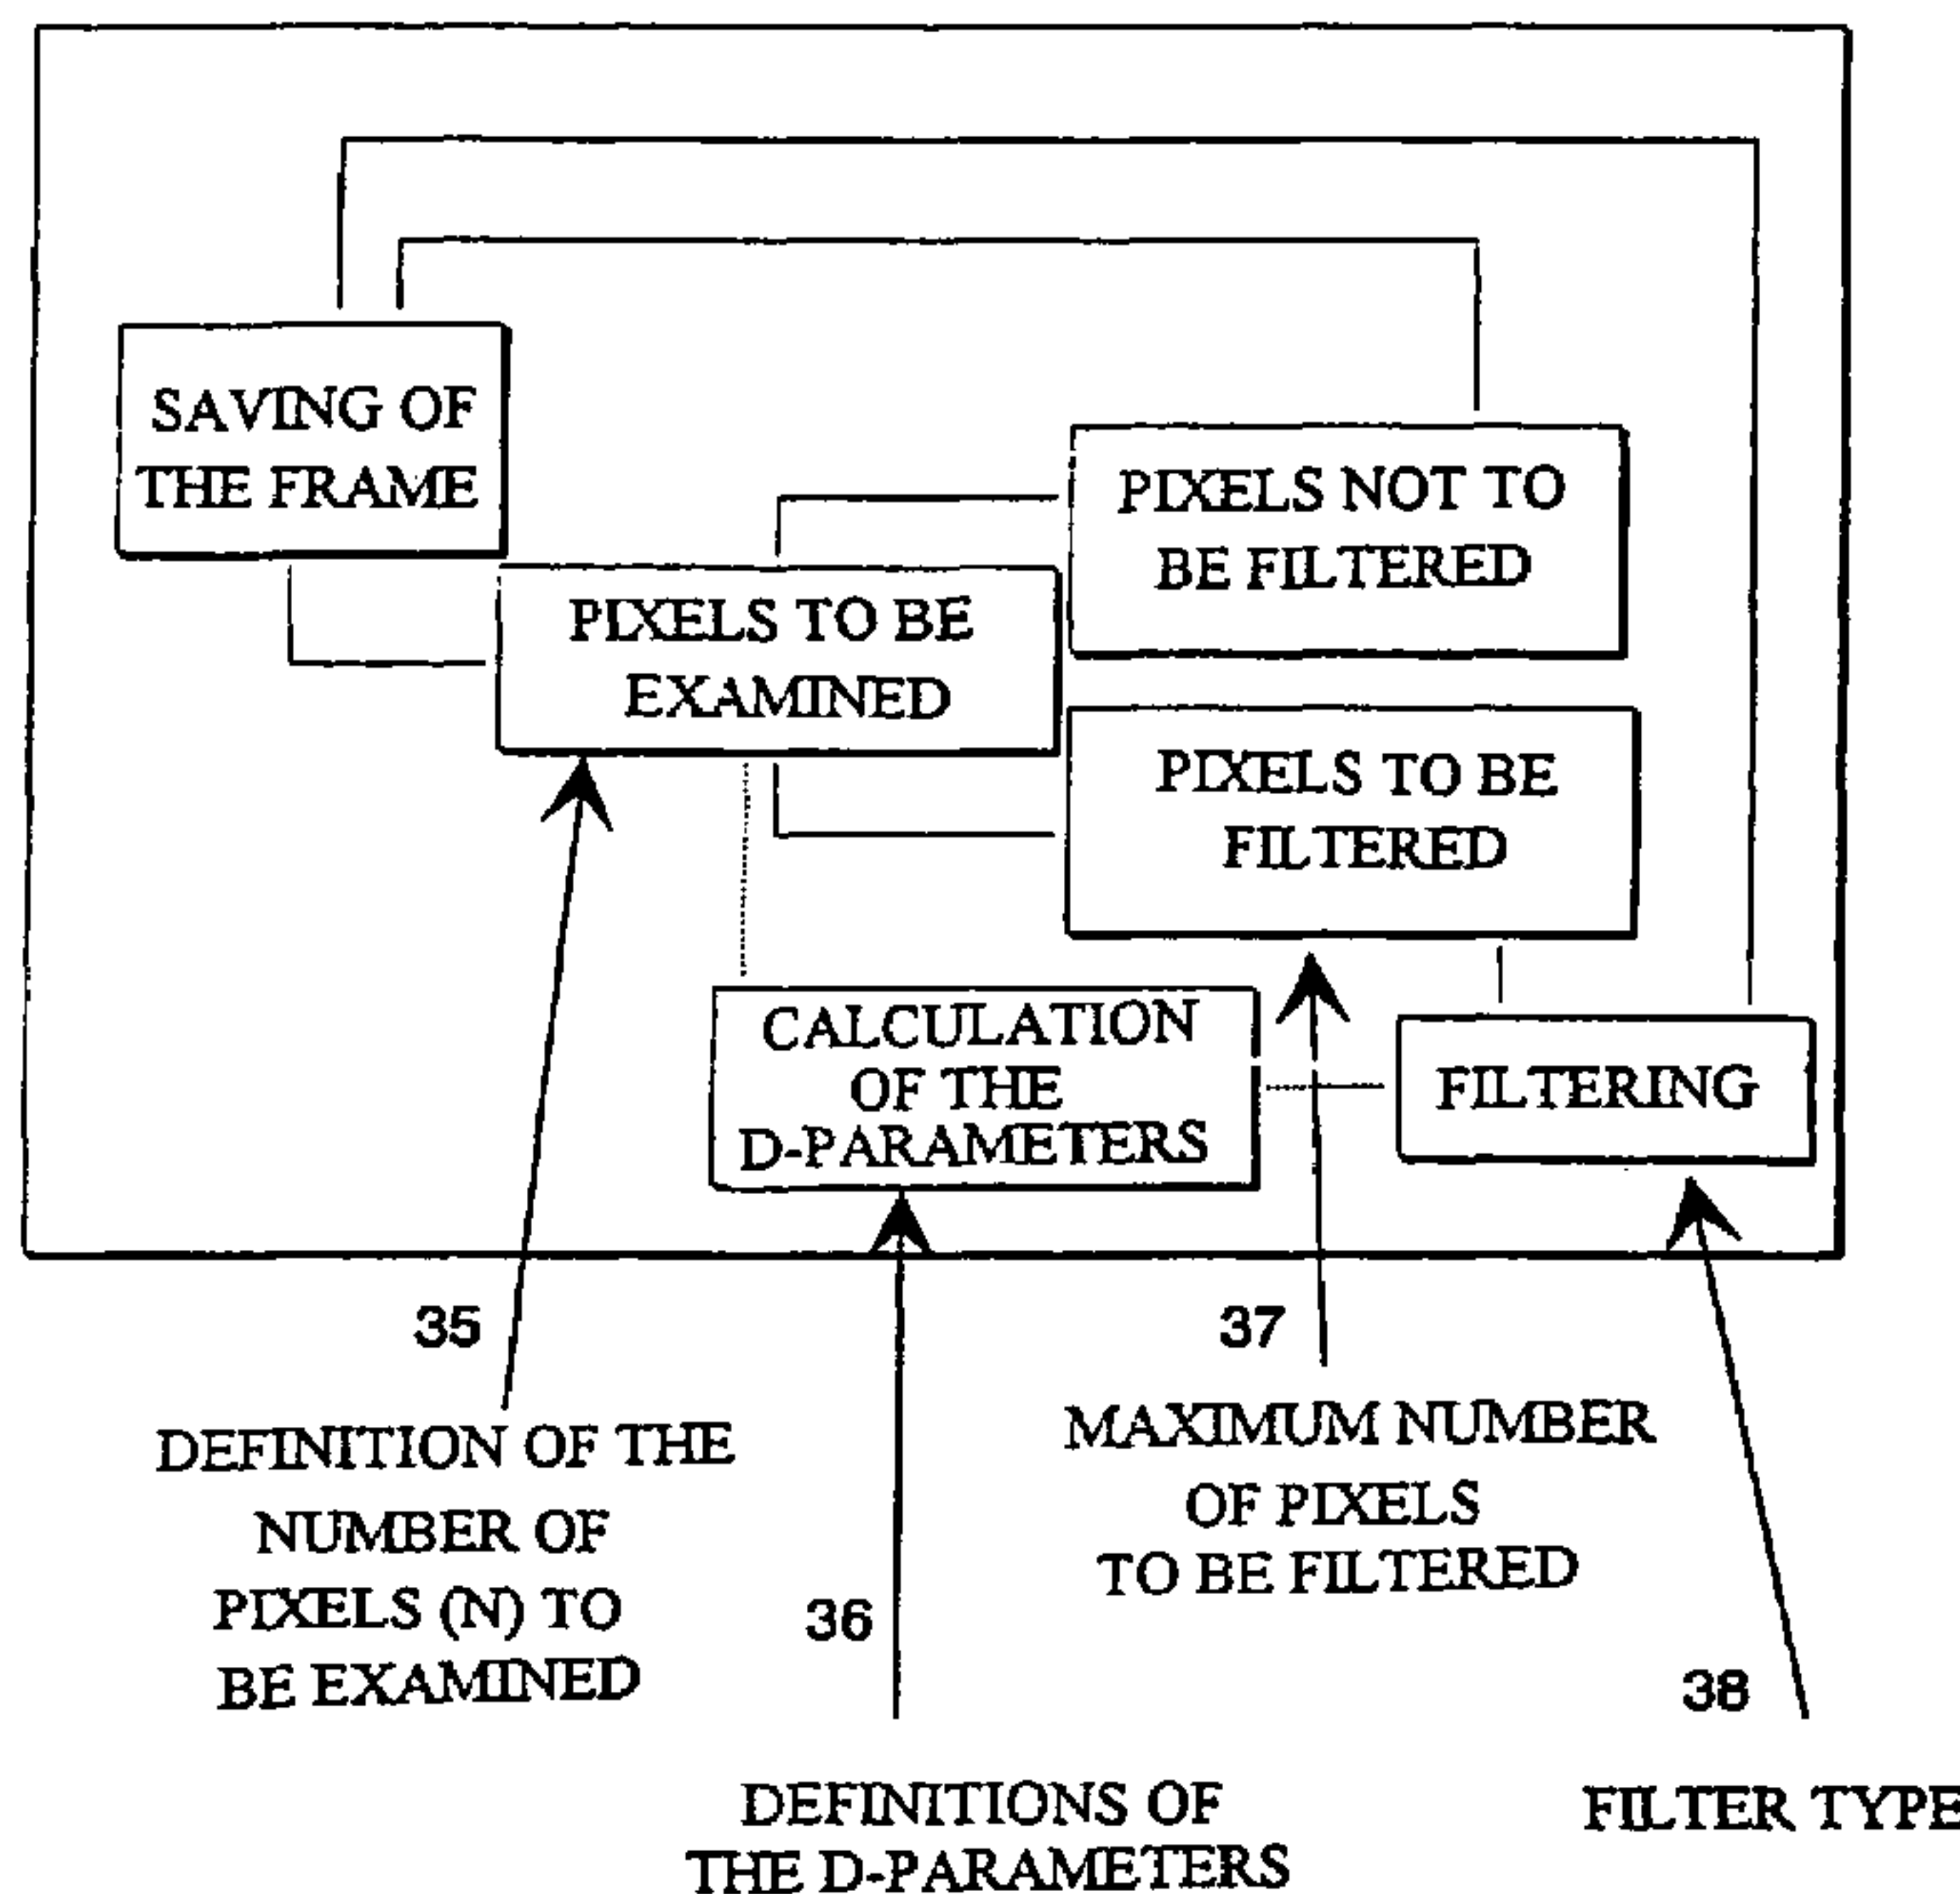 SAVING OF
THE FRAME
PIXELS NOT TO
BE FILTERED
PIXELS TO BE
EXAMINED
PIXELS TO BE
FILTERED
CALCULATION
OF THE
D-PARAMETERS
FILTERING
35
37
DEFINITION OF THE
NUMBER OF
PIXELS (N) TO
BE EXAMINED
MAXIMUM NUMBER
OF PIXELS
TO BE FILTERED
36
38
DEFINITIONS OF
THE D-PARAMETERS
FILTER TYPE